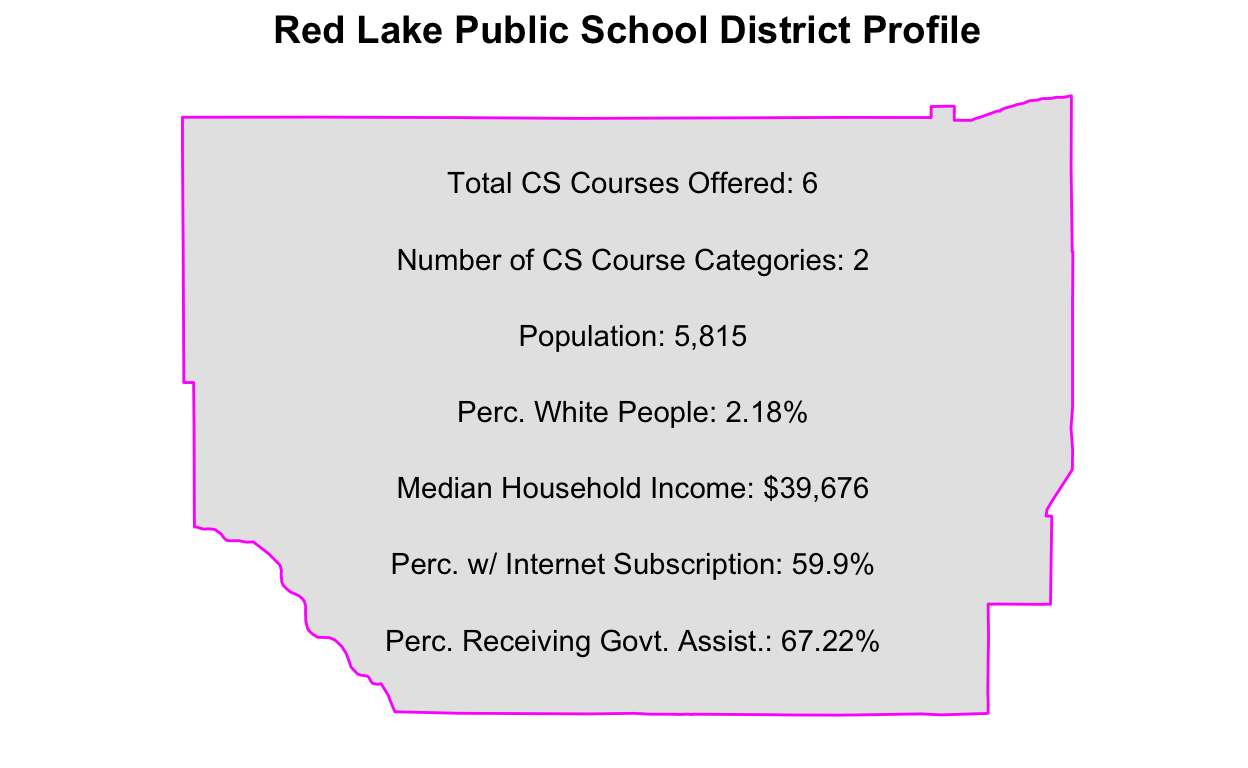 Red Lake Public School District Profile
Total CS Courses Offered: 6
Number of CS Course Categories: 2
Population: 5,815
Perc. White People: 2.18%
Median Household Income: $39,676
Perc. w/ Internet Subscription: 59.9%
Perc. Receiving Govt. Assist.: 67.22%